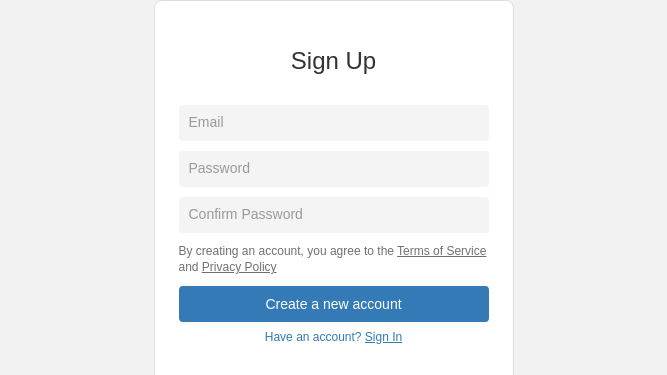 Sign Up
Email
Password
Confirm Password
By creating an account, you agree to the Terms of Service
and Privacy Policy
Create a new account
Have an account? Sign In